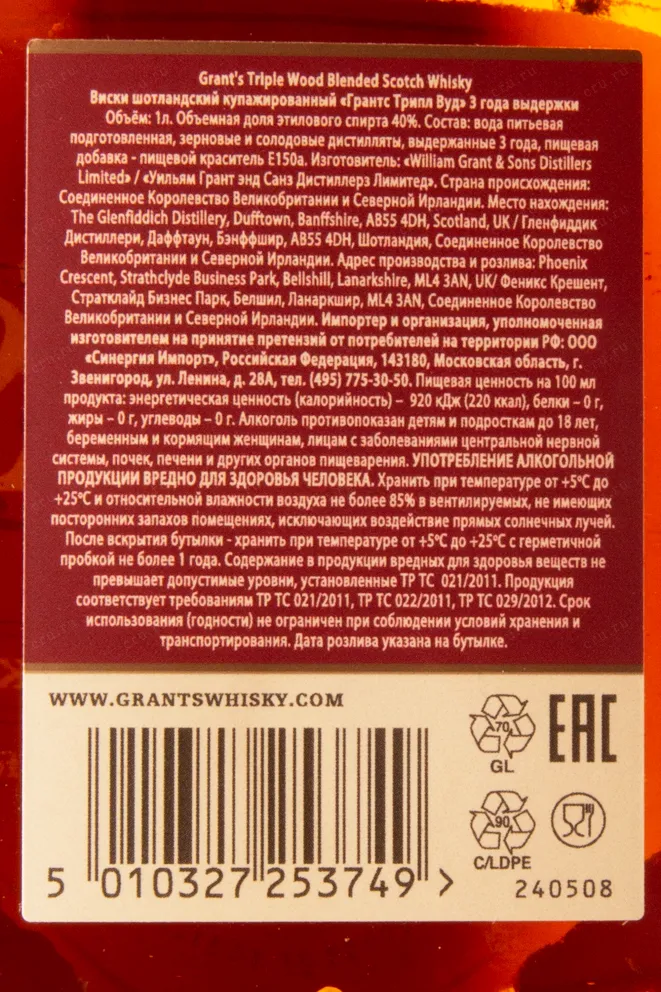 Grant's Triple Wood Blended Scotch Whisky
Виски шотландский купажированный «Грантс Трипл Вуд» 3 года выдержки
Объём: 1л. Объемная доля этилового спирта 40%. Состав: вода питьевая
подготовленная, зерновые и солодовые дистилляты, выдержанные 3 года, пищевая
добавка - пищевой краситель E150a. Изготовитель: «William Grant & Sons Distillers
Limited» / «Уильям Грант энд Санз Дистиллерз Лимитед». Страна происхождения:
Соединенное Королевство Великобритании и Северной Ирландии. Место нахождения:
The Glenfiddich Distillery, Dufftown, Banffshire, AB55 4DH, Scotland, UK / Гленфиддик
Дистиллери, Даффтаун, Бэнффшир, AB55 4DH, Шотландия, Соединенное Королевство
Великобритании и Северной Ирландии. Адрес производства и розлива: Phoenix
Crescent, Strathclyde Business Park, Bellshill, Lanarkshire, ML4 3AN, UK/ Феникс Крешент,
Стратклайд Бизнес Парк, Белшил, Ланаркшир, ML4 3AN, Соединенное Королевство
Великобритании и Северной Ирландии. Импортер и организация, уполномоченная
изготовителем на принятие претензий от потребителей на территории РФ: ООО
«Синергия Импорт», Российская Федерация, 143180, Московская область, г.
Звенигород, ул. Ленина, д. 28А, тел. (495) 775-30-50. Пищевая ценность на 100 мл
продукта: энергетическая ценность (калорийность) – 920 кДж (220 ккал), белки – 0 г,
жиры – 0 г, углеводы – 0 г. Алкоголь противопоказан детям и подросткам до 18 лет,
беременным и кормящим женщинам, лицам с заболеваниями центральной нервной
системы, почек, печени и других органов пищеварения. УПОТРЕБЛЕНИЕ АЛКОГОЛЬНОЙ
ПРОДУКЦИИ ВРЕДНО ДЛЯ ЗДОРОВЬЯ ЧЕЛОВЕКА. Хранить при температуре от +5°С до
+25°С и относительной влажности воздуха не более 85% в вентилируемых, не имеющих
посторонних запахов помещениях, исключающих воздействие прямых солнечных лучей.
После вскрытия бутылки - хранить при температуре от +5°С до +25°С с герметичной
пробкой не более 1 года. Содержание в продукции вредных для здоровья веществ не
превышает допустимые уровни, установленные ТР ТС 021/2011. Продукция
соответствует требованиям ТР ТС 021/2011, ТР ТС 022/2011, ТР ТС 029/2012. Срок
использования (годности) не ограничен при соблюдении условий хранения и
транспортирования. Дата розлива указана на бутылке.
WWW.GRANTSWHISKY.COM
70
GL
EAC
90
C/LDPE
5 010327 253749 >
240508